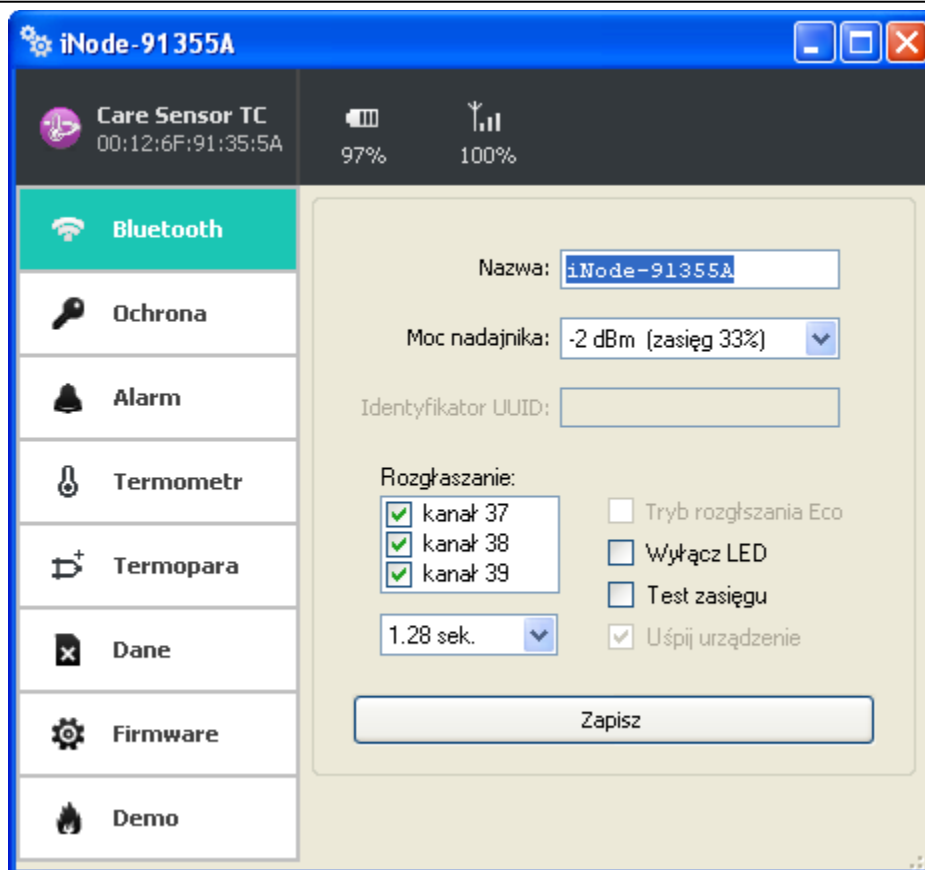 iNode-91355A
Care Sensor TC
00:12:6F:91:35:5A
97%
100%
Bluetooth
Ochrona
Alarm
Termometr
Termopara
Dane
Firmware
Demo
Nazwa: iNode-91355A
Moc nadajnika: -2 dBm (zasięg 33%)
Identyfikator UUID:
Rozgłaszanie:
kanał 37
kanał 38
kanał 39
1.28 sek.
Tryb rozgłszania Eco
Wyłącz LED
Test zasięgu
Uśpij urządzenie
Zapisz